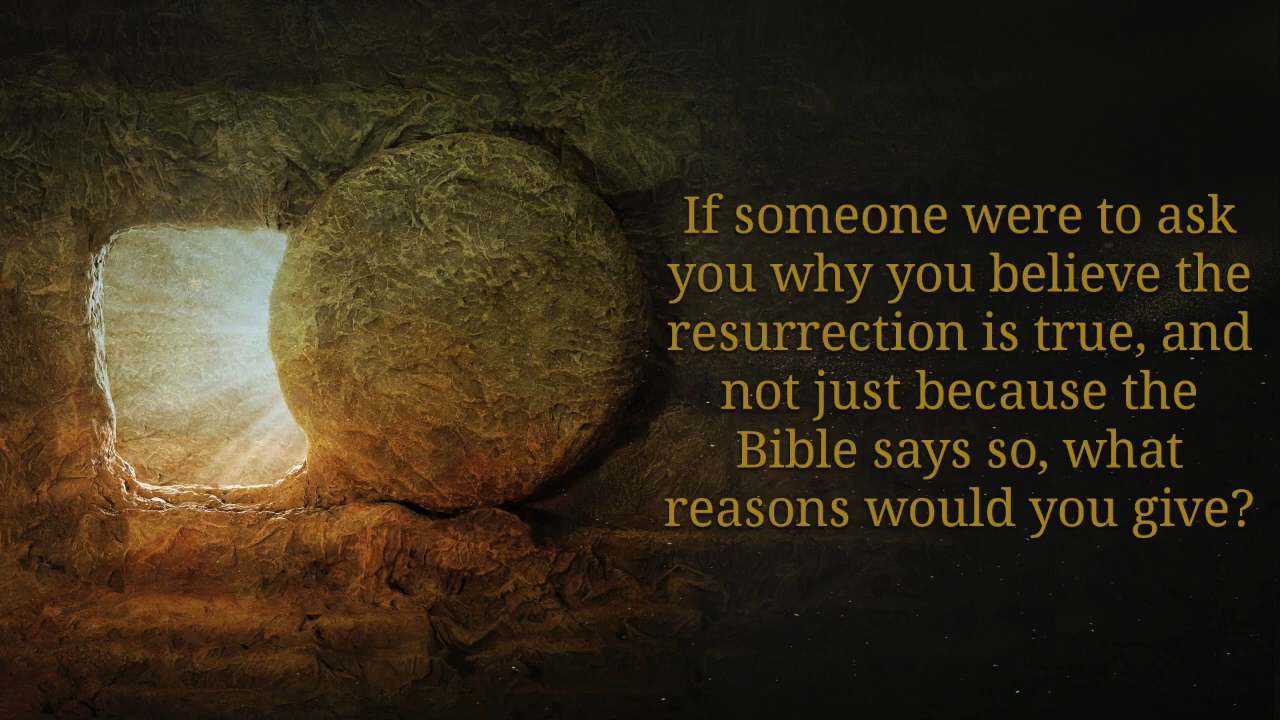 If someone were to ask
you why you believe the
resurrection is true, and
not just because the
Bible says so, what
reasons would you give?